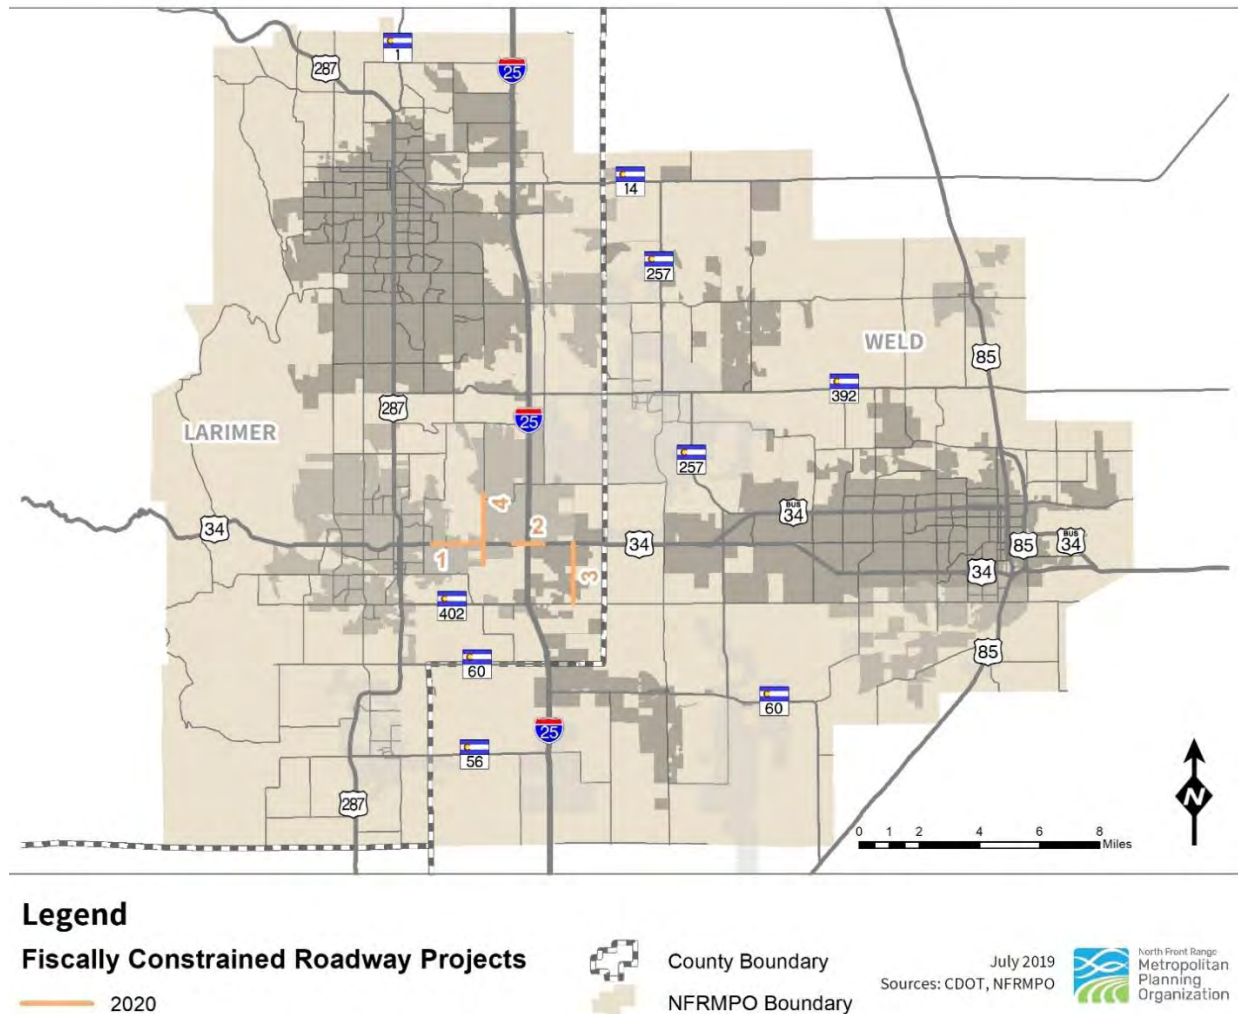 1
287
25
14
257
WELD
85
392
287
25
LARIMER
257
4
BUS
34
34
2
34
85
BUS
34
1
3
34
402
60
85
60
25
56
287
N
0 1 2 4 6 8
Miles
Legend
Fiscally Constrained Roadway Projects
2020
County Boundary
NFRMPO Boundary
July 2019
Sources: CDOT, NFRMPO
North Front Range
Metropolitan
Planning
Organization